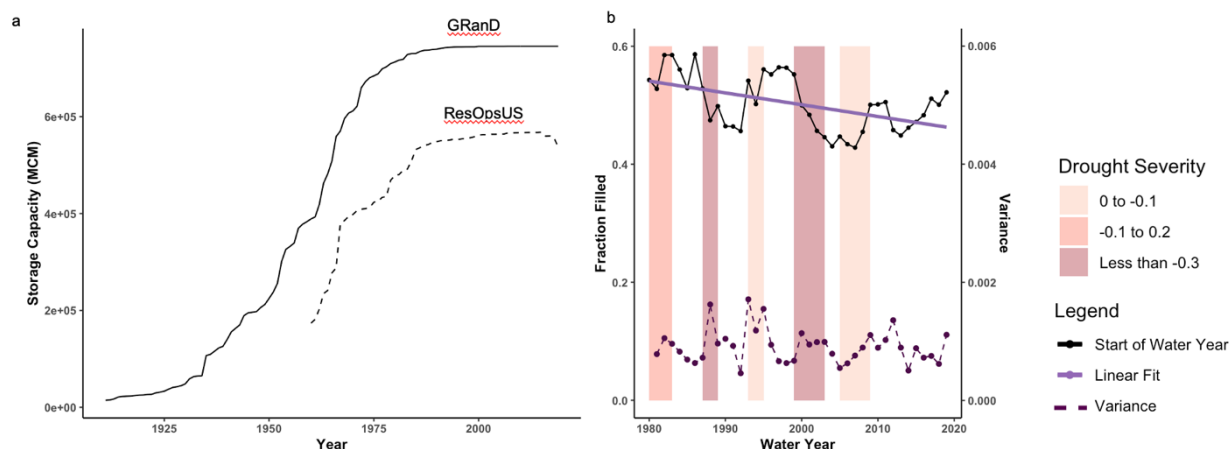 a
GRanD
ResOpsUS
Storage Capacity (MCM)
6e+05
4e+05
2e+05
0e+00
1925
1950
1975
2000
Year
b
Fraction Filled
0.6
0.4
0.2
0.0
0.006
0.004
0.002
0.000
Variance
1980
1990
2000
2010
2020
Water Year
Drought Severity
0 to -0.1
-0.1 to 0.2
Less than -0.3
Legend
Start of Water Year
Linear Fit
Variance